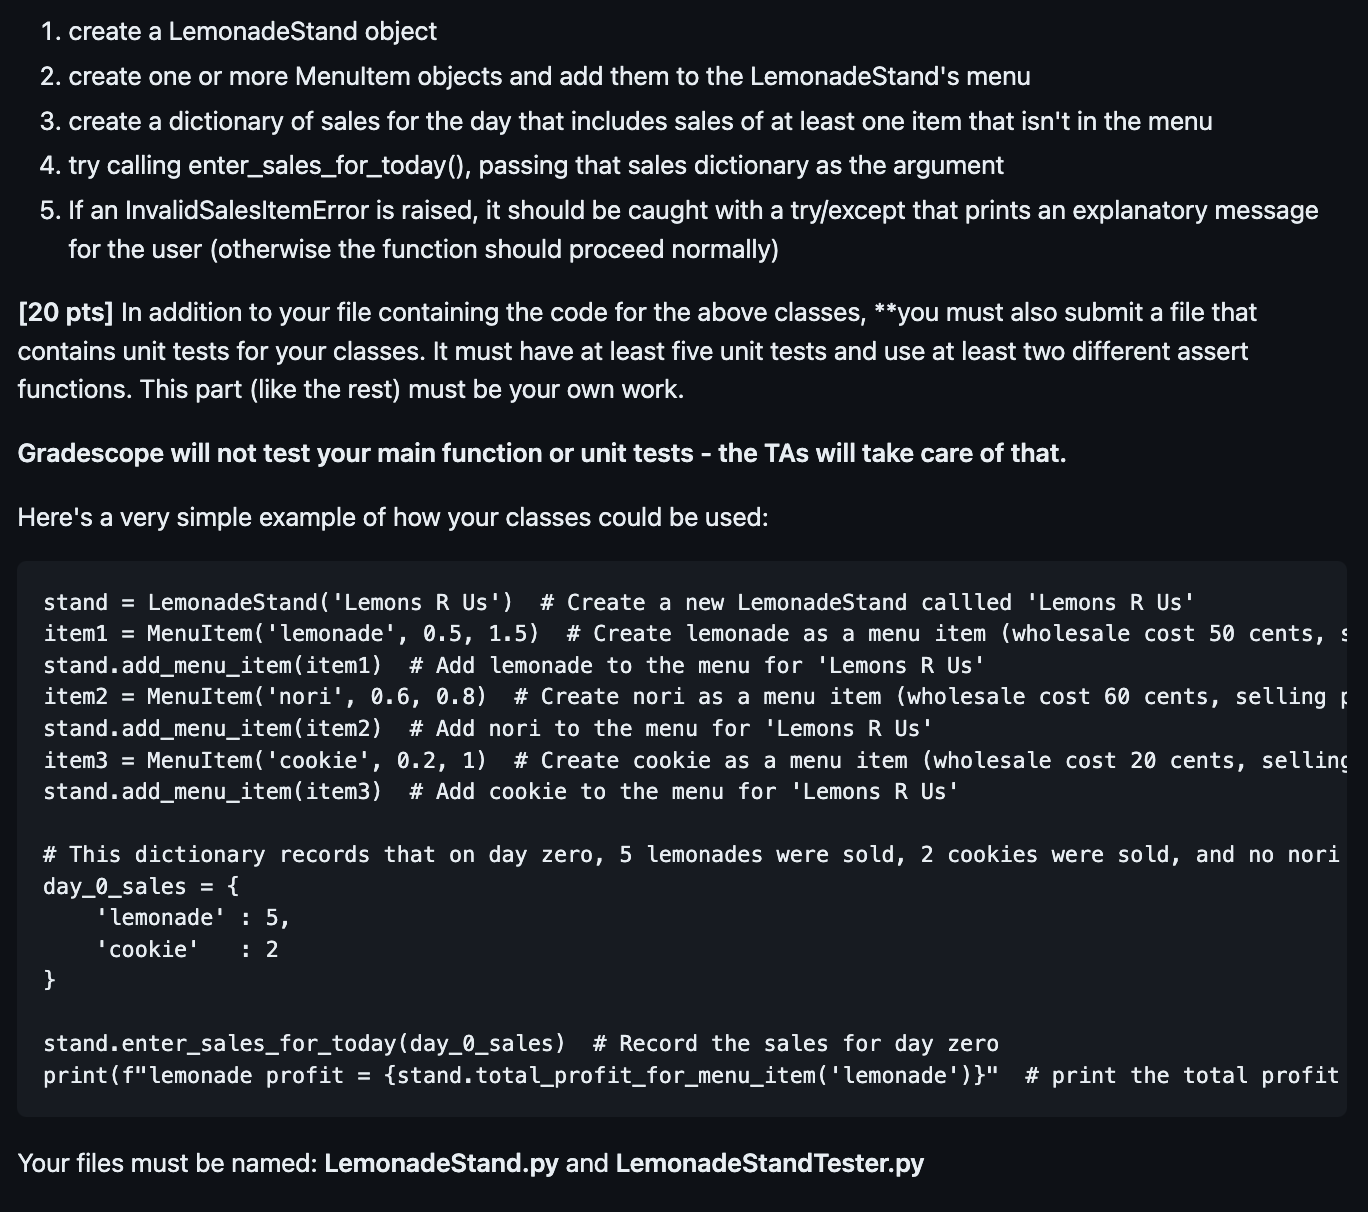 1. create a LemonadeStand object
2. create one or more MenuItem objects and add them to the LemonadeStand's menu
3. create a dictionary of sales for the day that includes sales of at least one item that isn't in the menu
4. try calling enter_sales_for_today(), passing that sales dictionary as the argument
5. If an InvalidSalesItemError is raised, it should be caught with a try/except that prints an explanatory message
for the user (otherwise the function should proceed normally)
[20 pts] In addition to your file containing the code for the above classes, **you must also submit a file that
contains unit tests for your classes. It must have at least five unit tests and use at least two different assert
functions. This part (like the rest) must be your own work.
Gradescope will not test your main function or unit tests - the TAs will take care of that.
Here's a very simple example of how your classes could be used:
stand = LemonadeStand('Lemons R Us')  # Create a new LemonadeStand callled 'Lemons R Us'
item1 = MenuItem('lemonade', 0.5, 1.5)  # Create lemonade as a menu item (wholesale cost 50 cents,
stand.add_menu_item(item1)  # Add lemonade to the menu for 'Lemons R Us'
item2 = MenuItem('nori', 0.6, 0.8)  # Create nori as a menu item (wholesale cost 60 cents, selling
stand.add_menu_item(item2)  # Add nori to the menu for 'Lemons R Us'
item3 = MenuItem('cookie', 0.2, 1)  # Create cookie as a menu item (wholesale cost 20 cents, selling
stand.add_menu_item(item3)  # Add cookie to the menu for 'Lemons R Us'
# This dictionary records that on day zero, 5 lemonades were sold, 2 cookies were sold, and no nori
day_0_sales = {
    'lemonade' : 5,
    'cookie'   : 2
}
stand.enter_sales_for_today(day_0_sales)  # Record the sales for day zero
print(f"lemonade profit = {stand.total_profit_for_menu_item('lemonade')}"  # print the total profit
Your files must be named: LemonadeStand.py and LemonadeStandTester.py